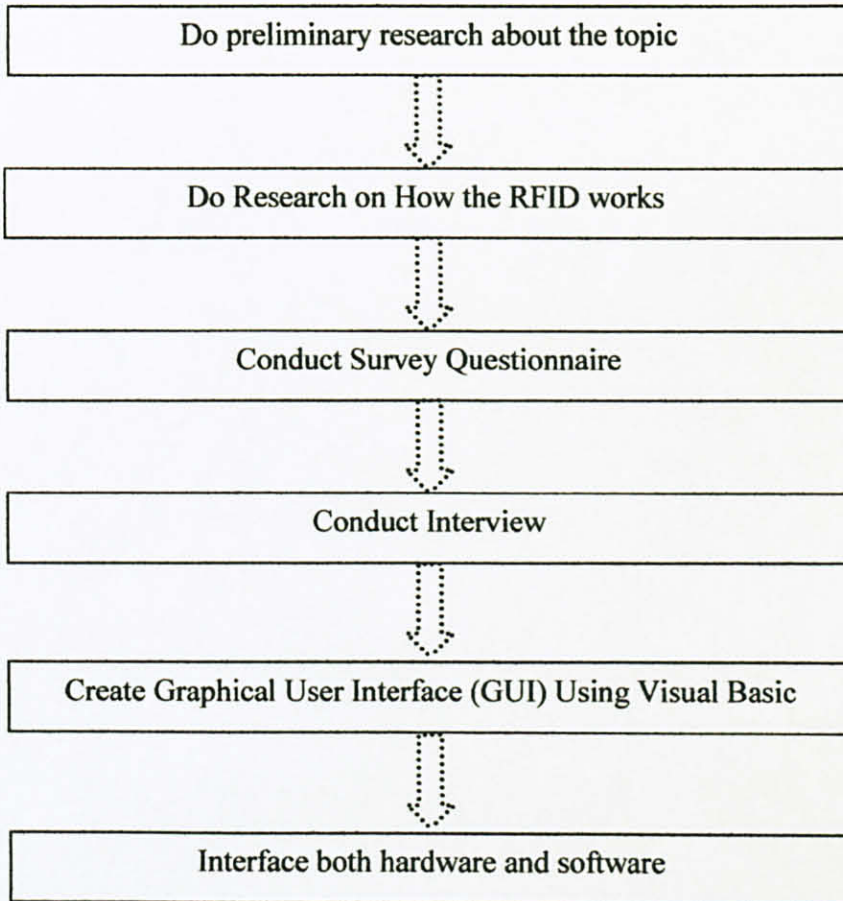 Do preliminary research about the topic
Do Research on How the RFID works
Conduct Survey Questionnaire
Conduct Interview
Create Graphical User Interface (GUI) Using Visual Basic
Interface both hardware and software